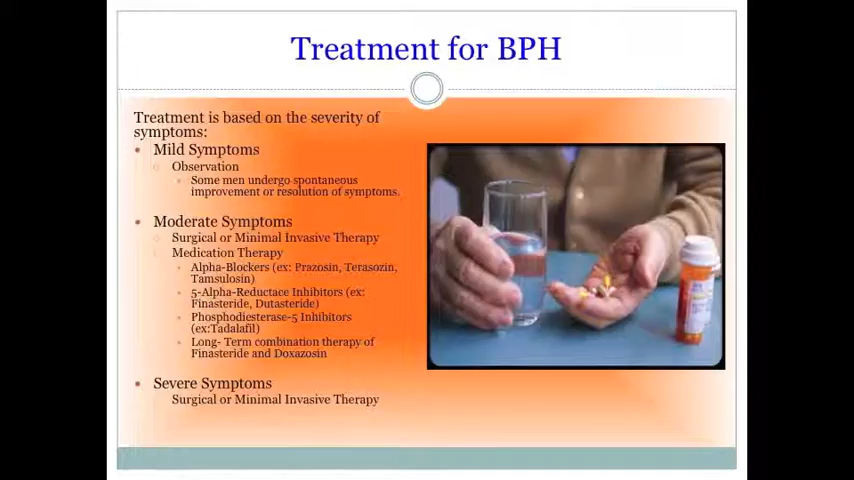 Treatment for BPH
Treatment is based on the severity of
symptoms:
Mild Symptoms
Observation
Some men undergo spontaneous
improvement or resolution of symptoms.
Moderate Symptoms
Surgical or Minimal Invasive Therapy
Medication Therapy
Alpha-Blockers (ex: Prazosin, Terasozin,
Tamsulosin)
5-Alpha-Reductace Inhibitors (ex:
Finasteride, Dutasteride)
Phosphodiesterase-5 Inhibitors
(ex:Tadalafil)
Long- Term combination therapy of
Finasteride and Doxazosin
Severe Symptoms
Surgical or Minimal Invasive Therapy